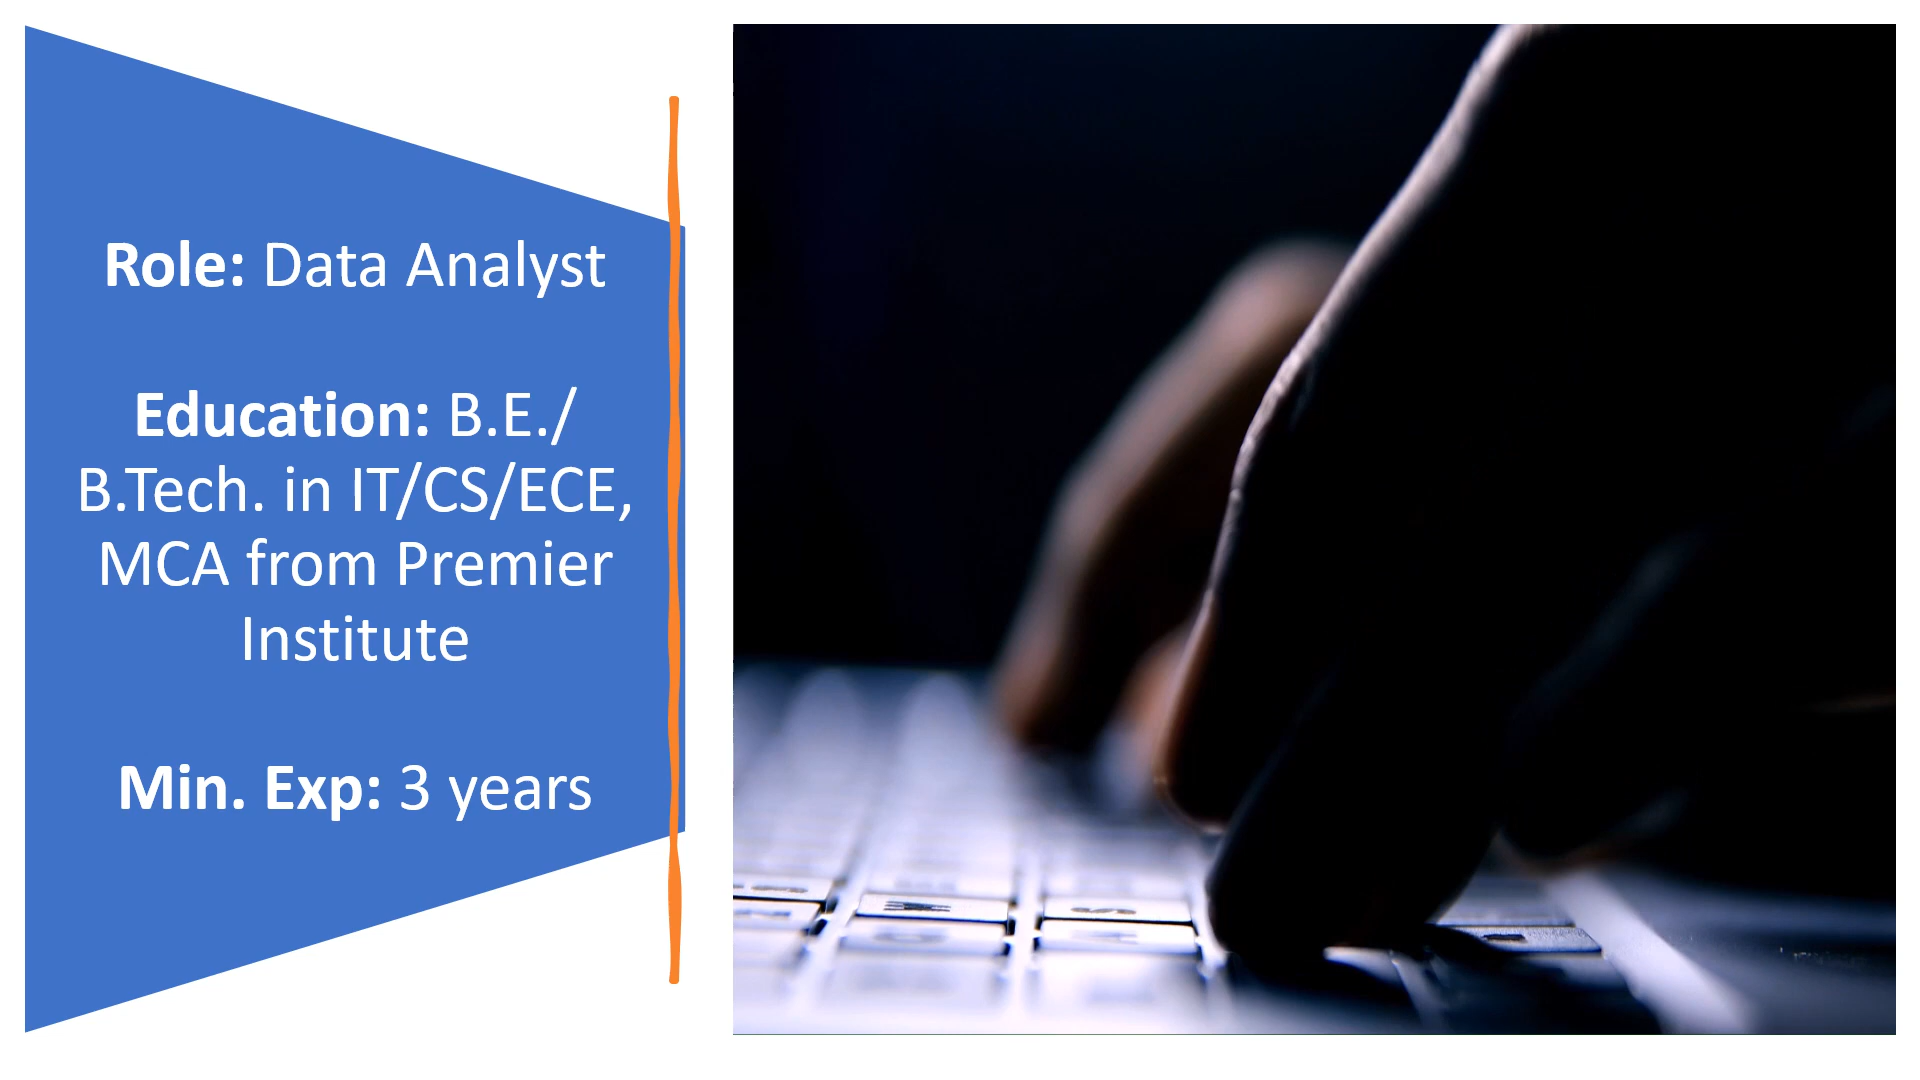 Role: Data Analyst
Education: B.E./
B.Tech. in IT/CS/ECE,
MCA from Premier
Institute
Min. Exp: 3 years
W
S
A